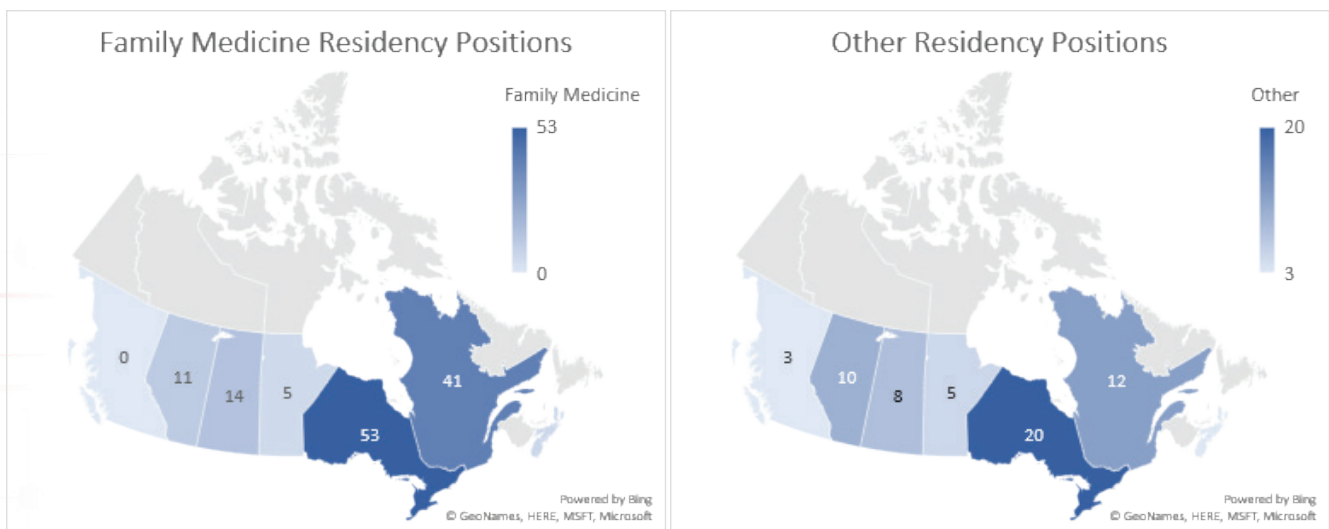 Family Medicine Residency Positions
Family Medicine
53
0
0
11
14
5
41
53
Powered by Bing
© GeoNames, HERE, MSFT, Microsoft
Other Residency Positions
Other
20
3
3
10
8
5
12
20
Powered by Bing
© GeoNames, HERE, MSFT, Microsoft